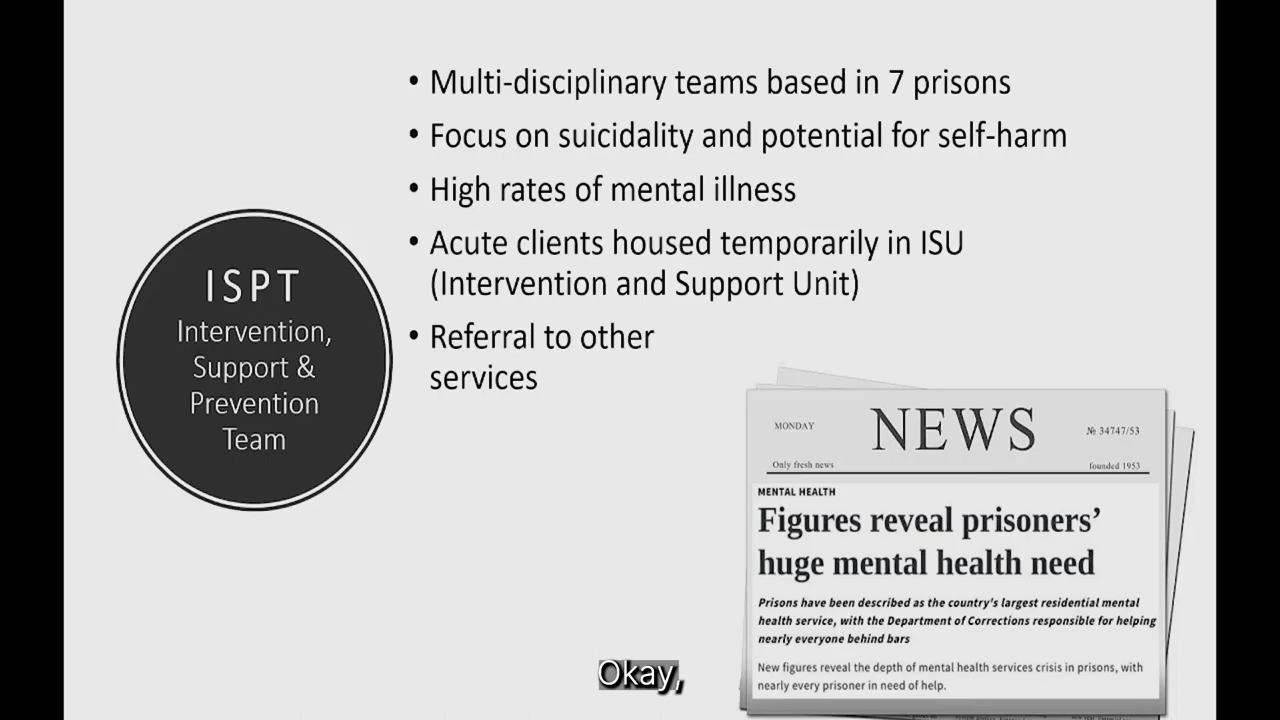 • Multi-disciplinary teams based in 7 prisons
• Focus on suicidality and potential for self-harm
• High rates of mental illness
• Acute clients housed temporarily in ISU
(Intervention and Support Unit)
• Referral to other
services
ISPT
Intervention,
Support &
Prevention
Team
MONDAY
NEWS
№ 34747/53
Only fresh news
founded 1953
MENTAL HEALTH
Figures reveal prisoners’
huge mental health need
Prisons have been described as the country's largest residential mental
health service, with the Department of Corrections responsible for helping
nearly everyone behind bars
New figures reveal the depth of mental health services crisis in prisons, with
nearly every prisoner in need of help.
Okay,